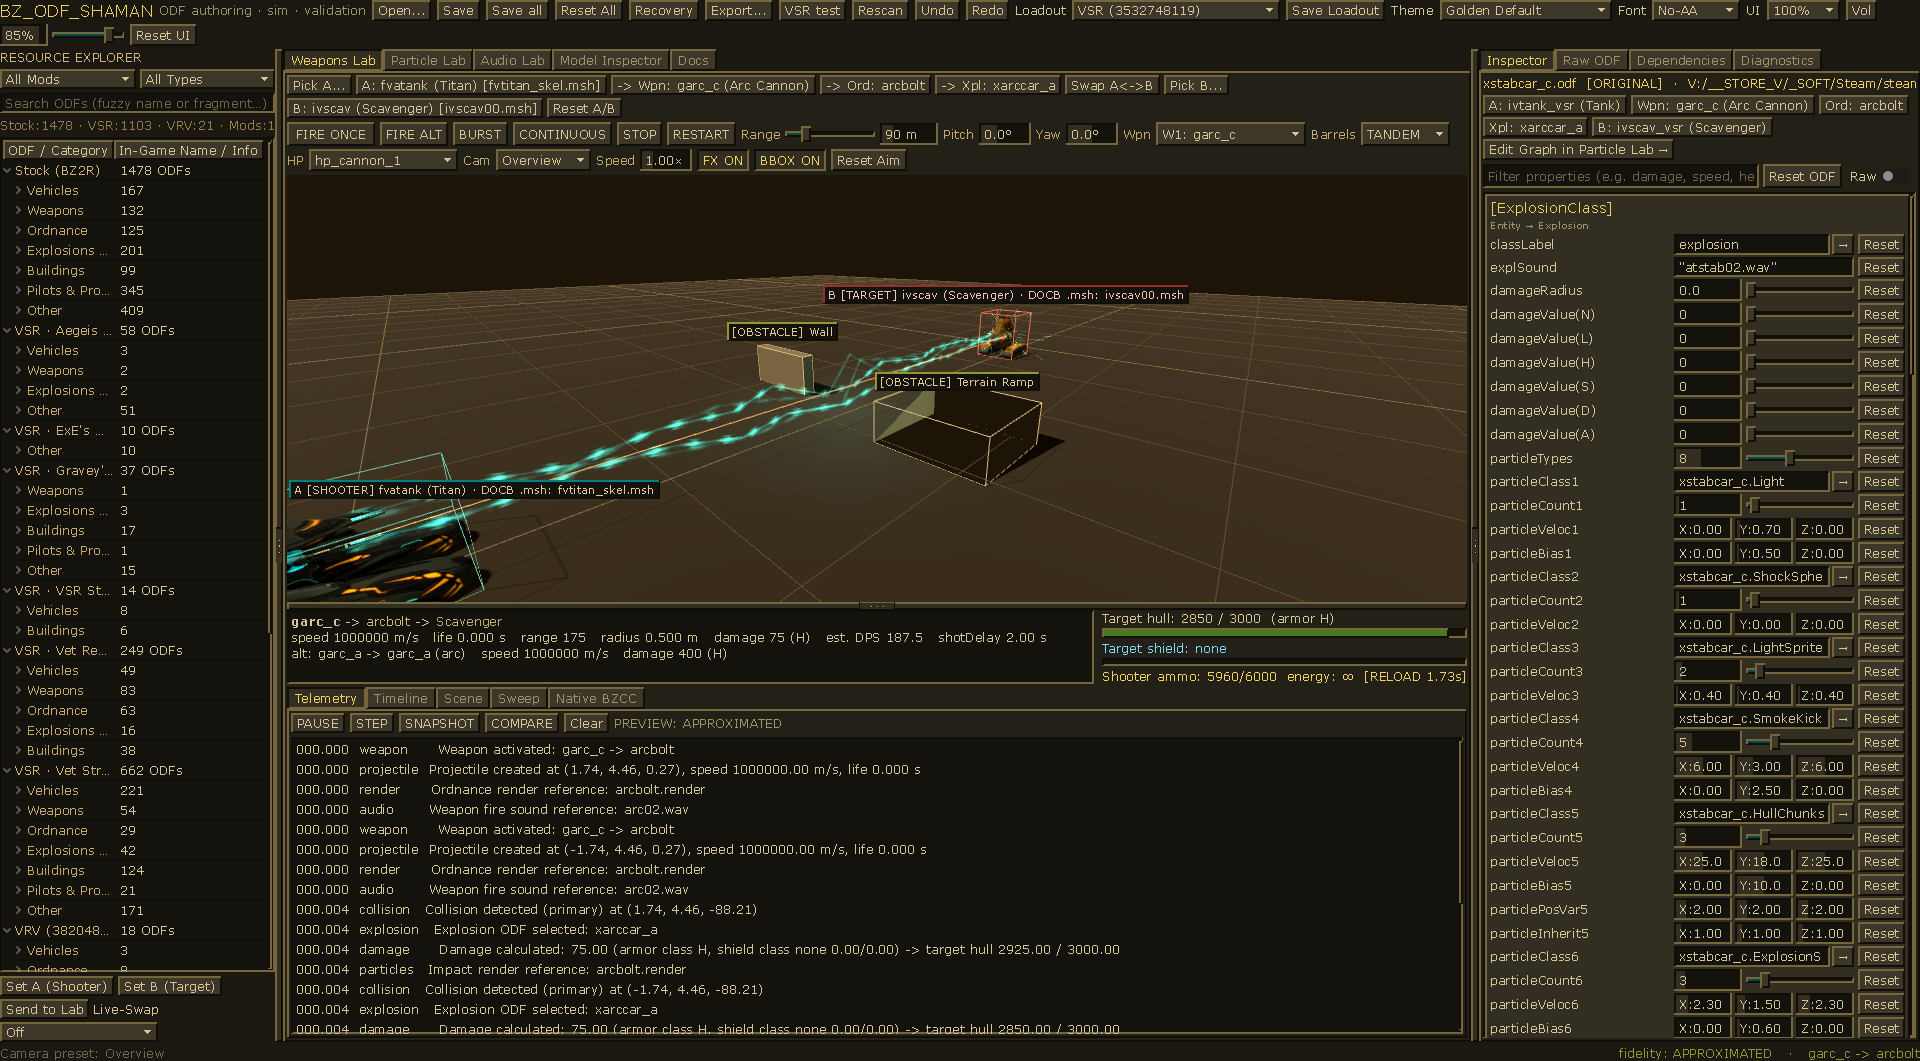 BZ_ODF_SHAMAN ODF authoring · sim · validation Open... Save Save all Reset All Recovery Export... VSR test Rescan Undo Redo Loadout VSR (3532748119) Save Loadout Theme Golden Default Font No-AA UI 100% Vol
85% Reset UI
RESOURCE EXPLORER
All Mods All Types
Search ODFs (fuzzy name or fragment...)
Stock:1478 · VSR:1103 · VRV:21 · Mods:1
ODF / Category In-Game Name / Info
Stock (BZ2R) 1478 ODFs
Vehicles 167
Weapons 132
Ordnance 125
Explosions ... 201
Buildings 99
Pilots & Pro... 345
Other 409
VSR · Aegeis ... 58 ODFs
Vehicles 3
Weapons 2
Explosions ... 2
Other 51
VSR · ExE's ... 10 ODFs
Other 10
VSR · Gravey'... 37 ODFs
Weapons 1
Explosions ... 3
Buildings 17
Pilots & Pro... 1
Other 15
VSR · VSR St... 14 ODFs
Vehicles 8
Buildings 6
VSR · Vet Re... 249 ODFs
Vehicles 49
Weapons 83
Ordnance 63
Explosions ... 16
Buildings 38
VSR · Vet Str... 662 ODFs
Vehicles 221
Weapons 54
Ordnance 29
Explosions ... 42
Buildings 124
Pilots & Pro... 21
Other 171
VRV (382048... 18 ODFs
Vehicles 3
Ordnance 9
Set A (Shooter) Set B (Target)
Send to Lab Live-Swap
Off
Camera preset: Overview
Weapons Lab Particle Lab Audio Lab Model Inspector Docs
Pick A... A: fvatank (Titan) [fvtitan_skel.msh] -> Wpn: garc_c (Arc Cannon) -> Ord: arcbolt -> Xpl: xarccar_a Swap A<->B Pick B...
B: ivscav (Scavenger) [ivscav00.msh] Reset A/B
FIRE ONCE FIRE ALT BURST CONTINUOUS STOP RESTART Range 90 m Pitch 0.0° Yaw 0.0° Wpn W1: garc_c Barrels TANDEM
HP hp_cannon_1 Cam Overview Speed 1.00× FX ON BBOX ON Reset Aim
B [TARGET] ivscav (Scavenger) · DOCB .msh: ivscav00.msh
[OBSTACLE] Wall
[OBSTACLE] Terrain Ramp
A [SHOOTER] fvatank (Titan) · DOCB .msh: fvtitan_skel.msh
garc_c -> arcbolt -> Scavenger
speed 1000000 m/s life 0.000 s range 175 radius 0.500 m damage 75 (H) est. DPS 187.5 shotDelay 2.00 s
alt: garc_a -> garc_a (arc) speed 1000000 m/s damage 400 (H)
Target hull: 2850 / 3000 (armor H)
Target shield: none
Shooter ammo: 5960/6000 energy: ∞ [RELOAD 1.73s]
Telemetry Timeline Scene Sweep Native BZCC
PAUSE STEP SNAPSHOT COMPARE Clear PREVIEW: APPROXIMATED
000.000 weapon Weapon activated: garc_c -> arcbolt
000.000 projectile Projectile created at (1.74, 4.46, 0.27), speed 1000000.00 m/s, life 0.000 s
000.000 render Ordnance render reference: arcbolt.render
000.000 audio Weapon fire sound reference: arc02.wav
000.000 weapon Weapon activated: garc_c -> arcbolt
000.000 projectile Projectile created at (-1.74, 4.46, 0.27), speed 1000000.00 m/s, life 0.000 s
000.000 render Ordnance render reference: arcbolt.render
000.000 audio Weapon fire sound reference: arc02.wav
000.004 collision Collision detected (primary) at (1.74, 4.46, -88.21)
000.004 explosion Explosion ODF selected: xarccar_a
000.004 damage Damage calculated: 75.00 (armor class H, shield class none 0.00/0.00) -> target hull 2925.00 / 3000.00
000.004 particles Impact render reference: arcbolt.render
000.004 collision Collision detected (primary) at (-1.74, 4.46, -88.21)
000.004 explosion Explosion ODF selected: xarccar_a
000.004 damage Damage calculated: 75.00 (armor class H, shield class none 0.00/0.00) -> target hull 2850.00 / 3000.00
Inspector Raw ODF Dependencies Diagnostics
xstabcar_c.odf [ORIGINAL] · V:/__STORE_V/_SOFT/Steam/stean
A: ivtank_vsr (Tank) Wpn: garc_c (Arc Cannon) Ord: arcbolt
Xpl: xarccar_a B: ivscav_vsr (Scavenger)
Edit Graph in Particle Lab →
Filter properties (e.g. damage, speed, he Reset ODF Raw
[ExplosionClass]
Entity → Explosion
classLabel explosion → Reset
explSound "atstab02.wav" Reset
damageRadius 0.0 Reset
damageValue(N) 0 Reset
damageValue(L) 0 Reset
damageValue(H) 0 Reset
damageValue(S) 0 Reset
damageValue(D) 0 Reset
damageValue(A) 0 Reset
particleTypes 8 Reset
particleClass1 xstabcar_c.Light → Reset
particleCount1 1 Reset
particleVeloc1 X:0.00 Y:0.70 Z:0.00 Reset
particleBias1 X:0.00 Y:0.50 Z:0.00 Reset
particleClass2 xstabcar_c.ShockSphe → Reset
particleCount2 1 Reset
particleVeloc2 X:0.00 Y:0.00 Z:0.00 Reset
particleClass3 xstabcar_c.LightSprite → Reset
particleCount3 2 Reset
particleVeloc3 X:0.40 Y:0.40 Z:0.40 Reset
particleClass4 xstabcar_c.SmokeKick → Reset
particleCount4 5 Reset
particleVeloc4 X:6.00 Y:3.00 Z:6.00 Reset
particleBias4 X:0.00 Y:2.50 Z:0.00 Reset
particleClass5 xstabcar_c.HullChunks → Reset
particleCount5 3 Reset
particleVeloc5 X:25.0 Y:18.0 Z:25.0 Reset
particleBias5 X:0.00 Y:10.0 Z:0.00 Reset
particlePosVar5 X:2.00 Y:2.00 Z:2.00 Reset
particleInherit5 X:1.00 Y:1.00 Z:1.00 Reset
particleClass6 xstabcar_c.ExplosionS → Reset
particleCount6 3 Reset
particleVeloc6 X:2.30 Y:1.50 Z:2.30 Reset
particleBias6 X:0.00 Y:0.60 Z:0.00 Reset
fidelity: APPROXIMATED · garc_c -> arcbolt